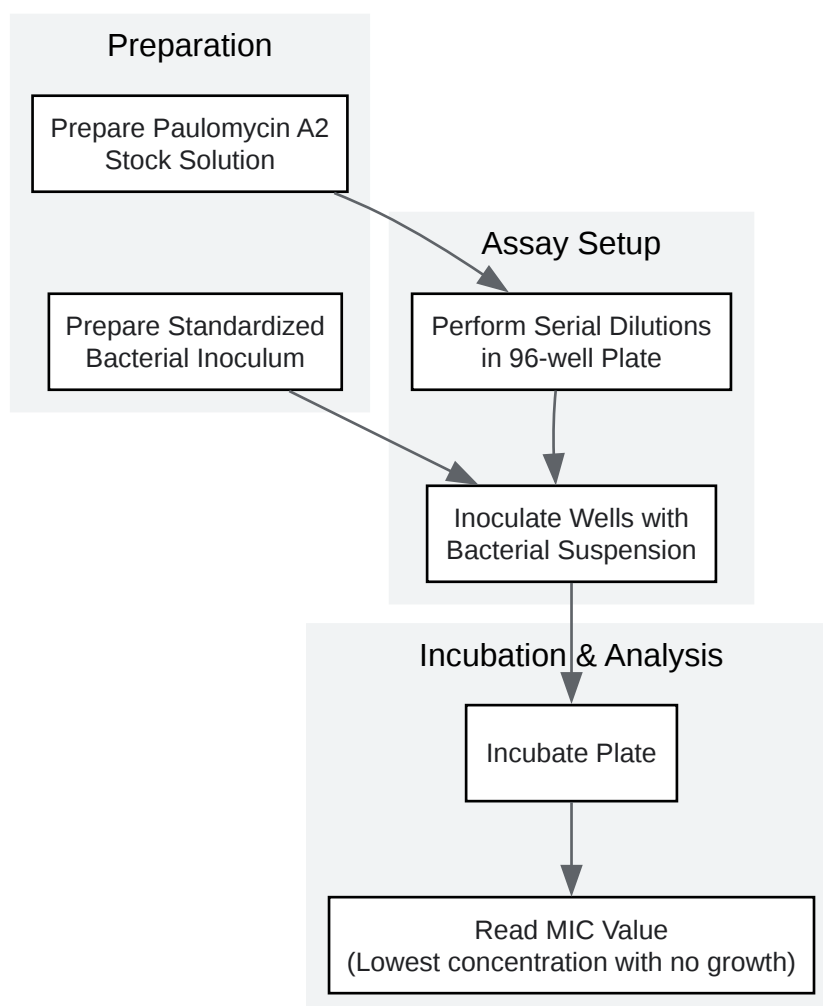 Preparation
Prepare Paulomycin A2
Stock Solution
Prepare Standardized
Bacterial Inoculum
Assay Setup
Perform Serial Dilutions
in 96-well Plate
Inoculate Wells with
Bacterial Suspension
Incubation & Analysis
Incubate Plate
Read MIC Value
(Lowest concentration with no growth)